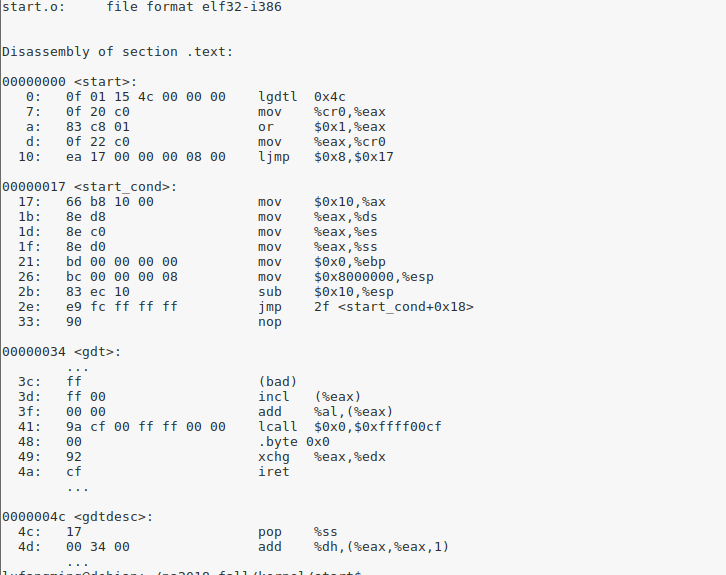 start.o:     file format elf32-i386
Disassembly of section .text:
00000000 <start>:
   0:   0f 01 15 4c 00 00 00    lgdtl  0x4c
   7:   0f 20 c0                mov    %cr0,%eax
   a:   83 c8 01                or     $0x1,%eax
   d:   0f 22 c0                mov    %eax,%cr0
  10:   ea 17 00 00 00 08 00    ljmp   $0x8,$0x17
00000017 <start_cond>:
  17:   66 b8 10 00             mov    $0x10,%ax
  1b:   8e d8                   mov    %eax,%ds
  1d:   8e c0                   mov    %eax,%es
  1f:   8e d0                   mov    %eax,%ss
  21:   bd 00 00 00 00          mov    $0x0,%ebp
  26:   bc 00 00 00 08          mov    $0x8000000,%esp
  2b:   83 ec 10                sub    $0x10,%esp
  2e:   e9 fc ff ff ff          jmp    2f <start_cond+0x18>
  33:   90                      nop
00000034 <gdt>:
        ...
  3c:   ff                      (bad)
  3d:   ff 00                   incl   (%eax)
  3f:   00 00                   add    %al,(%eax)
  41:   9a cf 00 ff ff 00 00    lcall  $0x0,$0xffff00cf
  48:   00                      .byte 0x0
  49:   92                      xchg   %eax,%edx
  4a:   cf                      iret
        ...
0000004c <gdtdesc>:
  4c:   17                      pop    %ss
  4d:   00 34 00                add    %dh,(%eax,%eax,1)
        ...